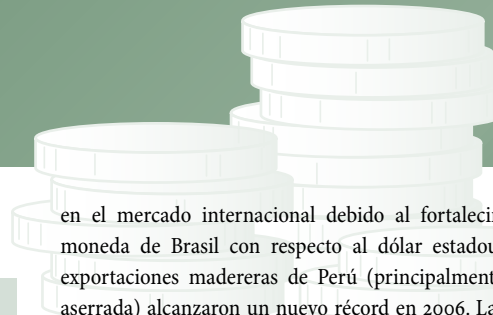 en el mercado internacional debido al
moneda de Brasil con respecto al dólar
exportaciones madereras de Perú
aserrada) alcanzaron un nuevo récord en 2006. La